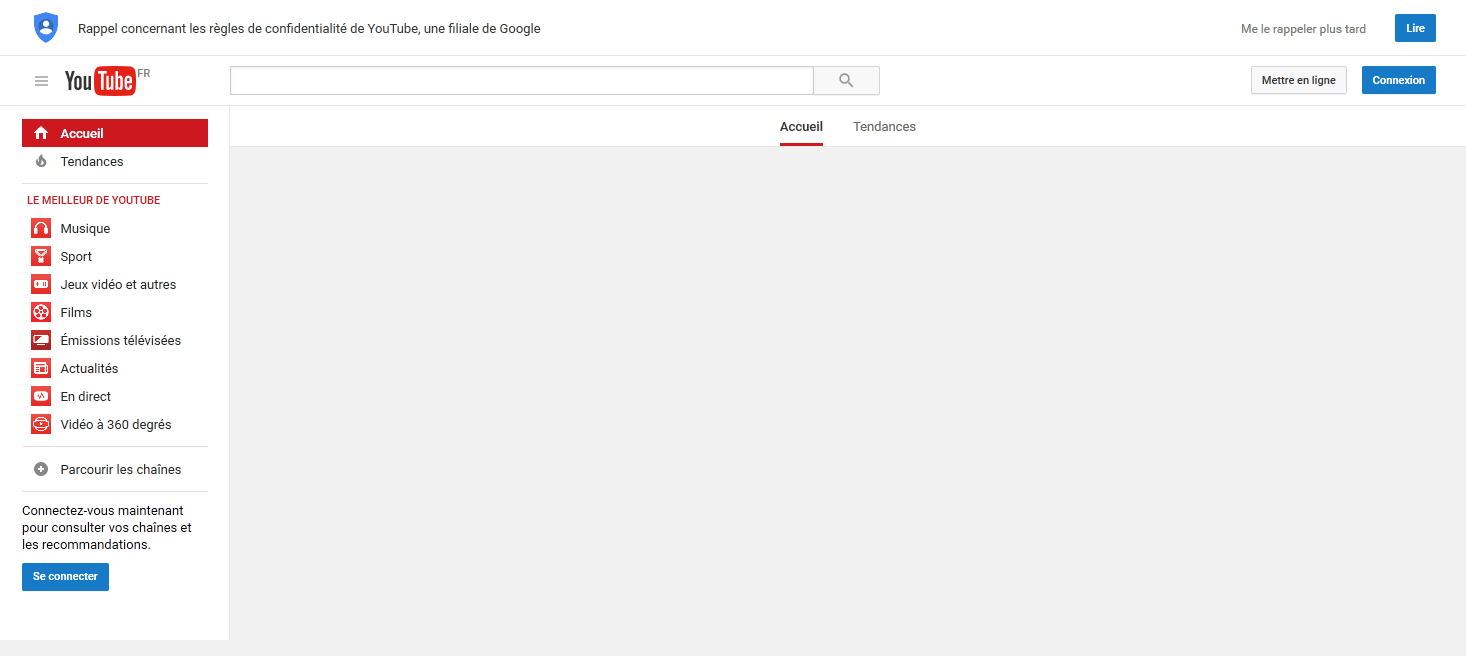 Rappel concernant les règles de confidentialité de YouTube, une filiale de Google
Me le rappeler plus tard
Lire
YouTube FR
Mettre en ligne
Connexion
Accueil
Tendances
Accueil
Tendances
LE MEILLEUR DE YOUTUBE
Musique
Sport
Jeux vidéo et autres
Films
Émissions télévisées
Actualités
En direct
Vidéo à 360 degrés
Parcourir les chaînes
Connectez-vous maintenant
pour consulter vos chaînes et
les recommandations.
Se connecter